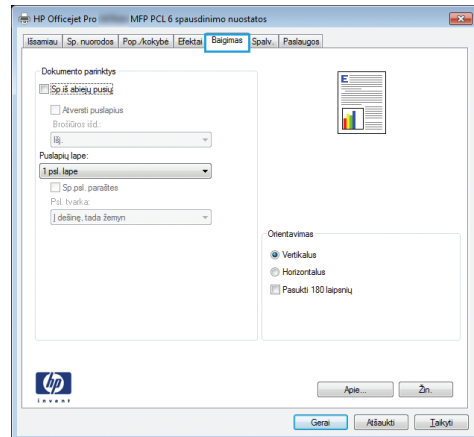 HP Officejet Pro MFP PCL 6 spausdinimo nuostatos
Išsamiau Sp. nuorodos Pop./kokybė Efektai Baigimas Spalv. Paslaugos
Dokumento parinktys
Sp iš abiejų pusių
Atversti puslapius
Brošiūros išd.:
Išj.
Puslapių lape:
1 psl. lape
Sp.psl. paraštes
Psl. tvarka:
Į dešinę, tada žemyn
E
Orientavimas
Vertikalus
Horizontalus
Pasukti 180 laipsnių
hp
invent
Apie... Žin.
Gerai Atšaukti Taikyti